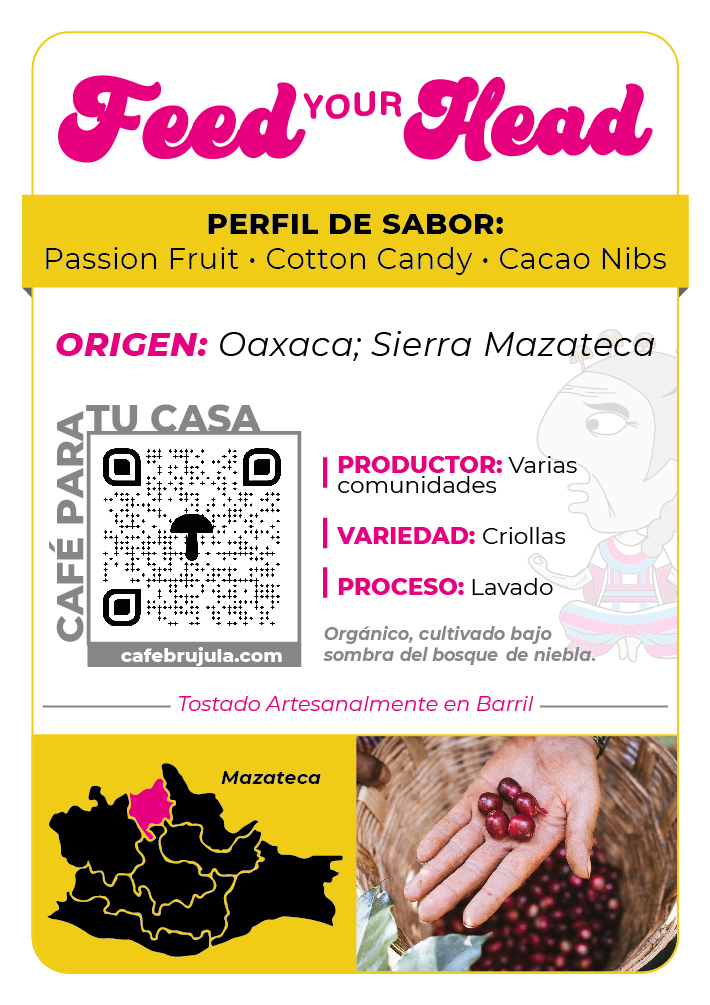 Feed YOUR Head
PERFIL DE SABOR:
Passion Fruit • Cotton Candy • Cacao Nibs
ORIGEN: Oaxaca; Sierra Mazateca
CAFÉ PARA
TU CASA
cafebrujula.com
PRODUCTOR: Varias
comunidades
VARIEDAD: Criollas
PROCESO: Lavado
Orgánico, cultivado bajo
sombra del bosque de niebla.
Tostado Artesanalmente en Barril
Mazateca